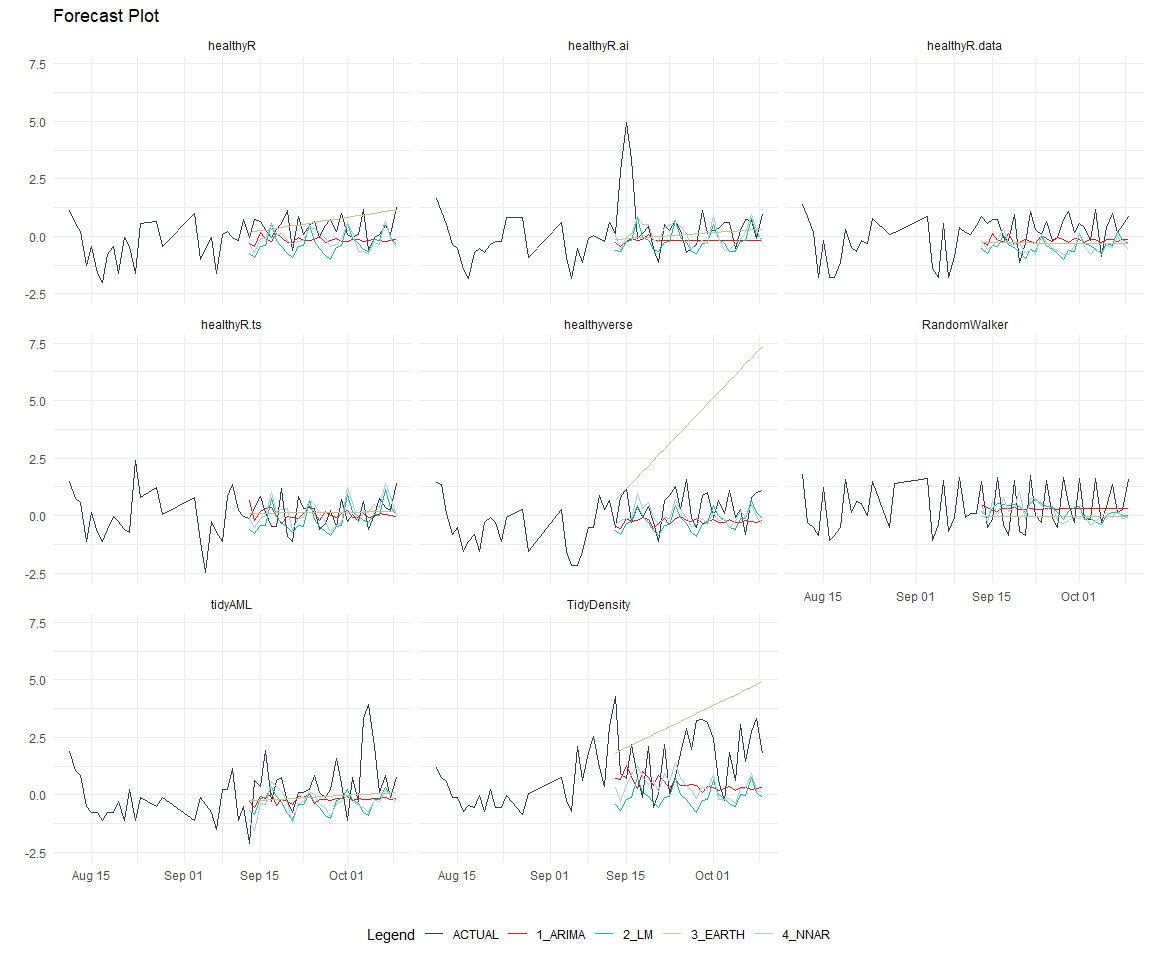 Forecast Plot
healthyR healthyR.ai healthyR.data
7.5
5.0
2.5
0.0
-2.5
healthyR.ts healthyverse RandomWalker
7.5
5.0
2.5
0.0
-2.5
Aug 15 Sep 01 Sep 15 Oct 01
tidyAML TidyDensity
7.5
5.0
2.5
0.0
-2.5
Aug 15 Sep 01 Sep 15 Oct 01 Aug 15 Sep 01 Sep 15 Oct 01
Legend ACTUAL 1_ARIMA 2_LM 3_EARTH 4_NNAR